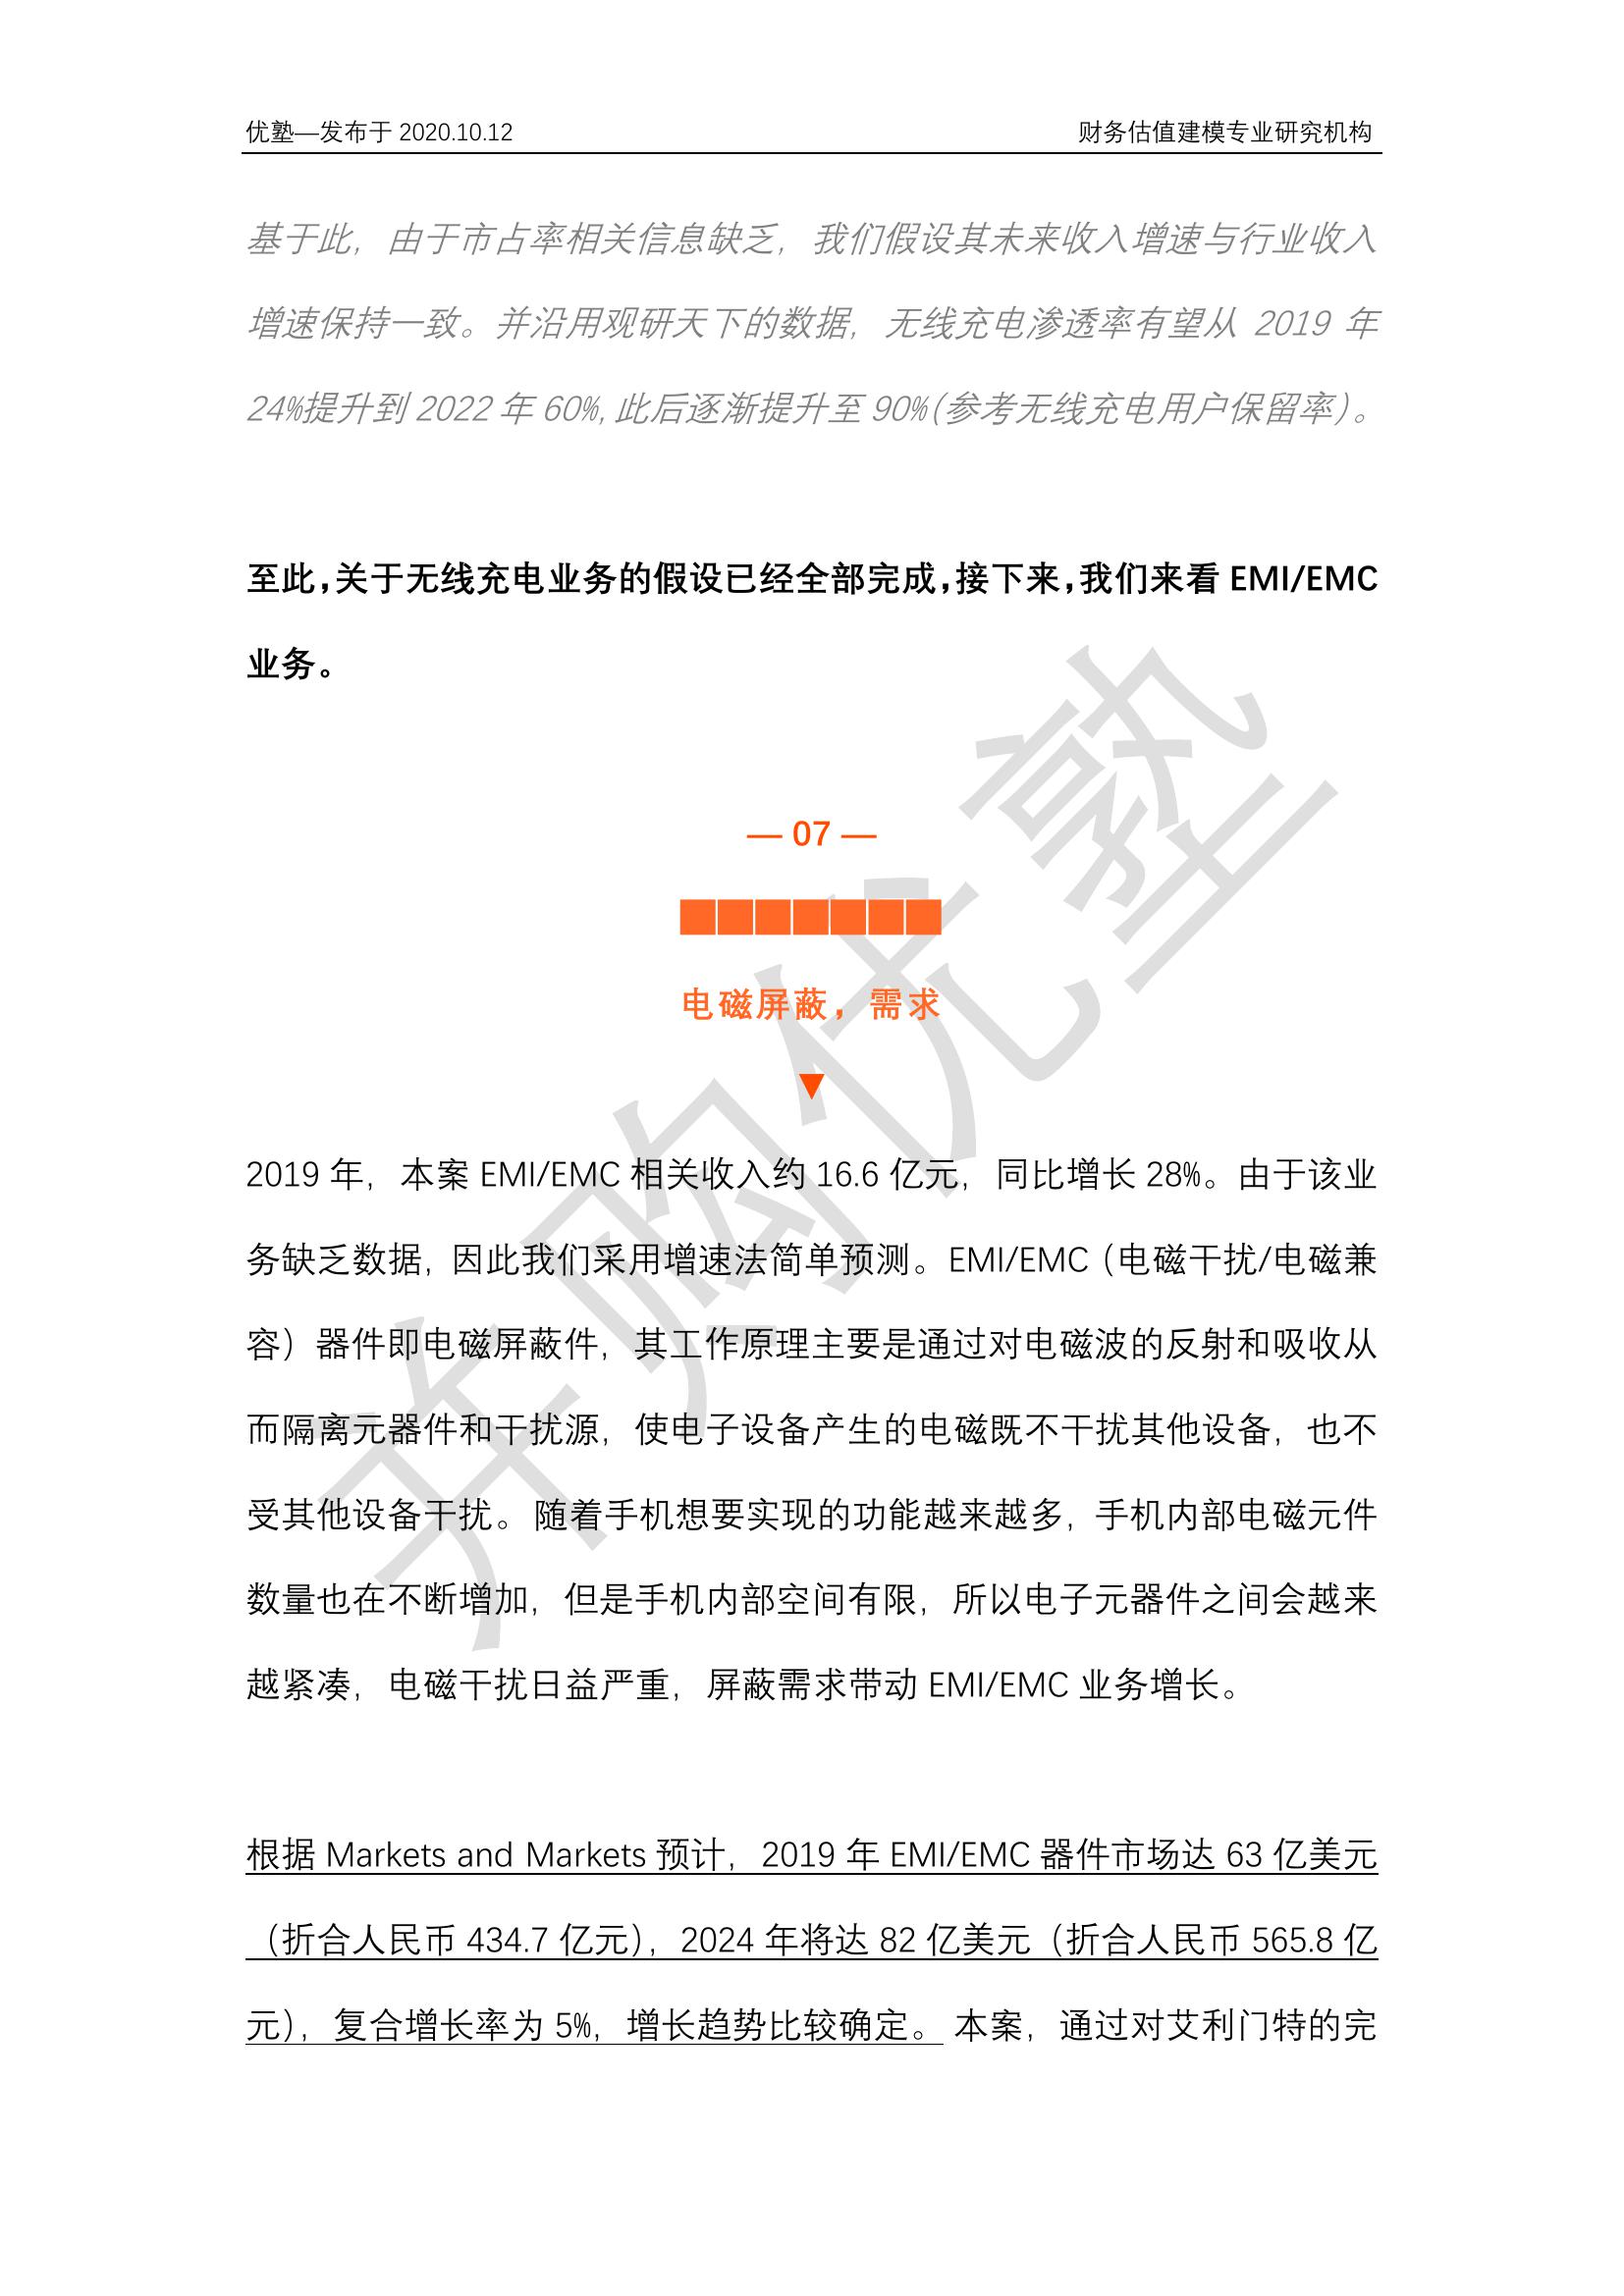 优塾—发布于 2020.10.12 财务估值建模专业研究机构
基于此，由于市占率相关信息缺乏，我们假设其未来收入增速与行业收入
增速保持一致。并沿用观研天下的数据，无线充电渗透率有望从 2019 年
24%提升到 2022 年 60%,此后逐渐提升至 90%(参考无线充电用户保留率)。
至此,关于无线充电业务的假设已经全部完成,接下来,我们来看 EMI/EMC
业务。
— 07 —
■■■■■■■
电磁屏蔽，需求
▼
2019 年，本案 EMI/EMC 相关收入约 16.6 亿元，同比增长 28%。由于该业
务缺乏数据，因此我们采用增速法简单预测。EMI/EMC（电磁干扰/电磁兼
容）器件即电磁屏蔽件，其工作原理主要是通过对电磁波的反射和吸收从
而隔离元器件和干扰源，使电子设备产生的电磁既不干扰其他设备，也不
受其他设备干扰。随着手机想要实现的功能越来越多，手机内部电磁元件
数量也在不断增加，但是手机内部空间有限，所以电子元器件之间会越来
越紧凑，电磁干扰日益严重，屏蔽需求带动 EMI/EMC 业务增长。
根据 Markets and Markets 预计，2019 年 EMI/EMC 器件市场达 63 亿美元
（折合人民币 434.7 亿元），2024 年将达 82 亿美元（折合人民币 565.8 亿
元），复合增长率为 5%，增长趋势比较确定。 本案，通过对艾利门特的完
并购优塾